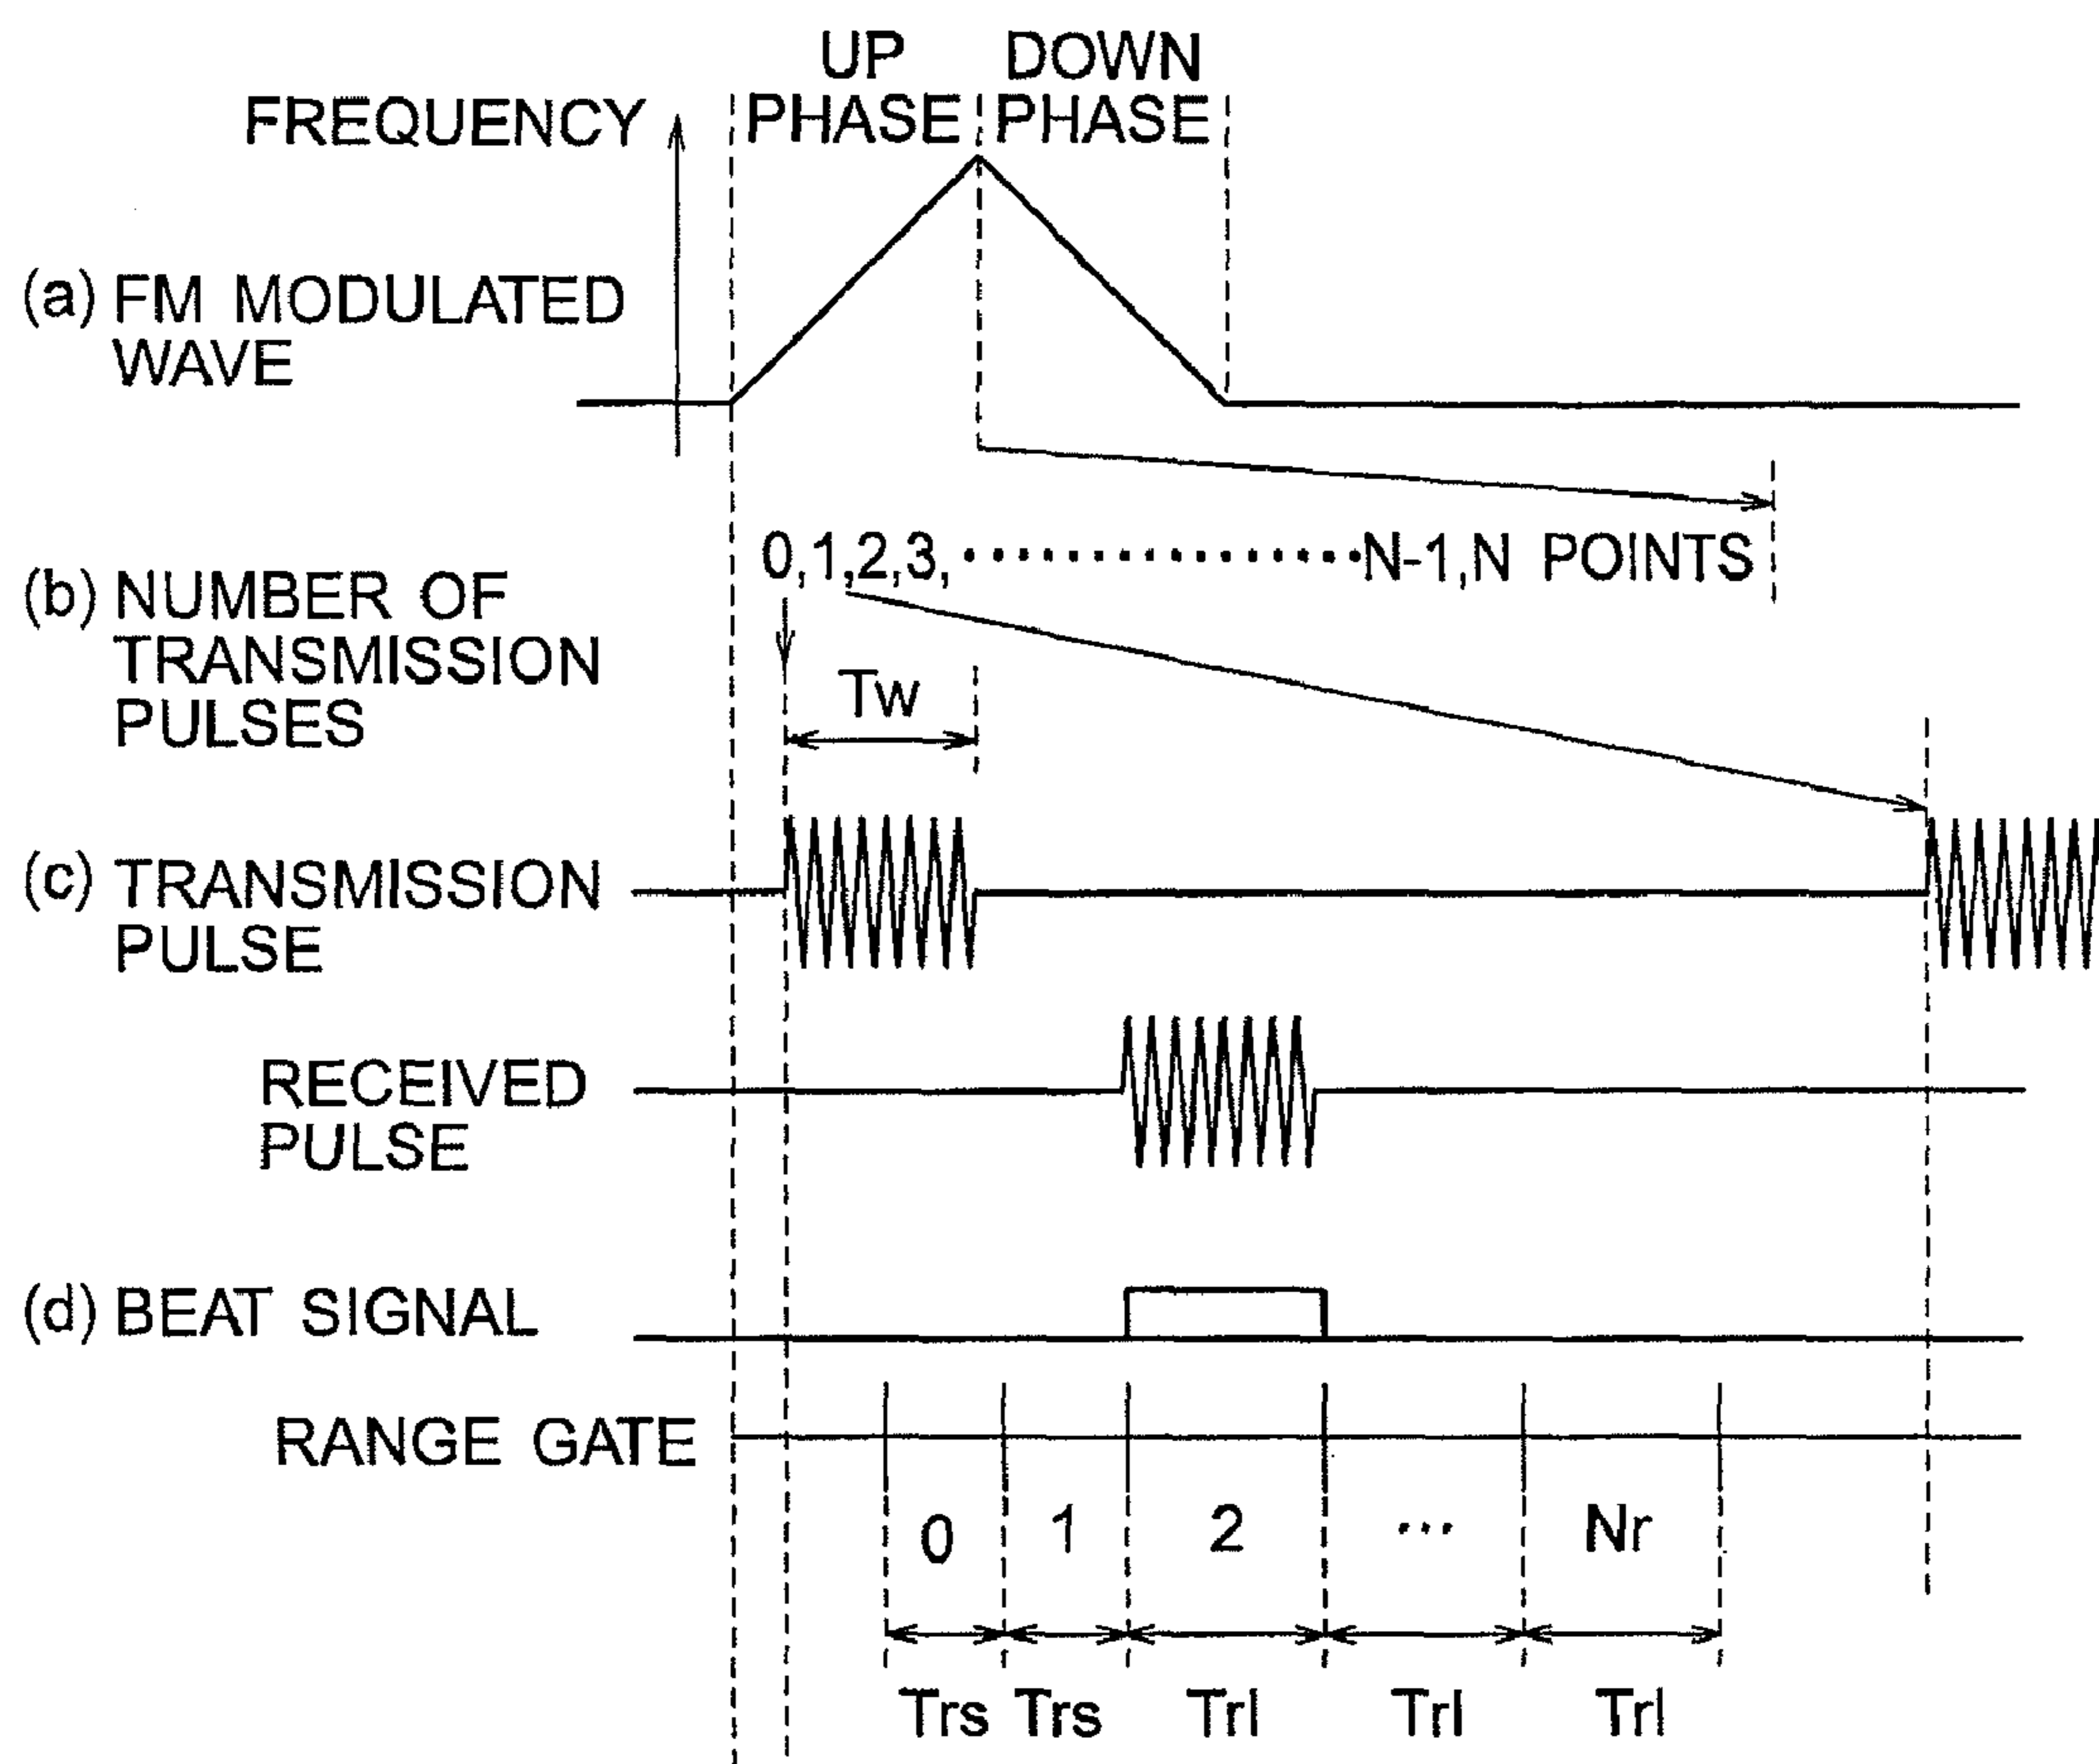 UP
PHASE
DOWN
PHASE
FREQUENCY
(a) FM MODULATED
WAVE
0,1,2,3,·················N-1,N POINTS
(b) NUMBER OF
TRANSMISSION
PULSES
Tw
(c) TRANSMISSION
PULSE
RECEIVED
PULSE
(d) BEAT SIGNAL
RANGE GATE
0 1 2 ··· Nr
Trs Trs Trl Trl Trl